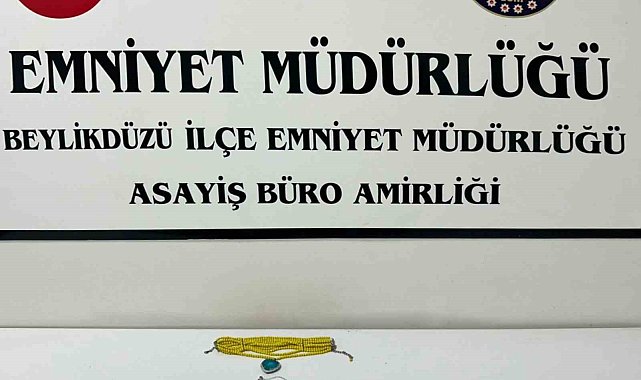 EMNİYET MÜDÜRLÜĞÜ
BEYLİKDÜZÜ İLÇE EMNİYET MÜDÜRLÜĞÜ
ASAYİŞ BÜRO AMİRLİĞİ